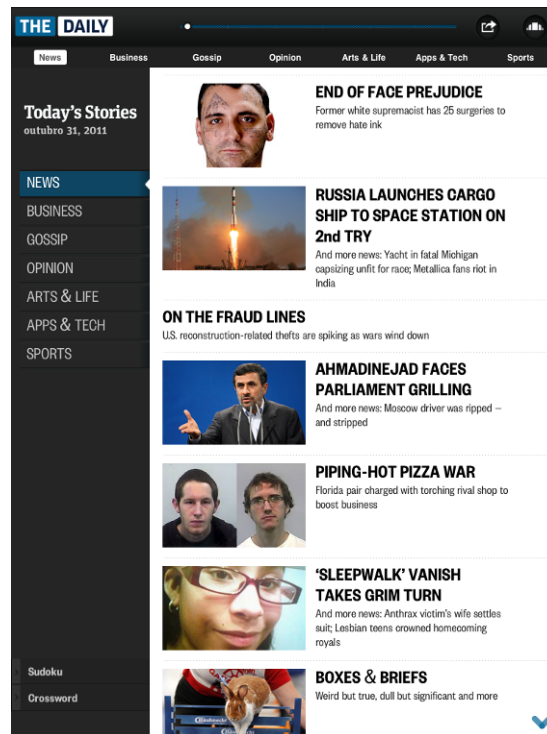 THE DAILY
News Business Gossip Opinion Arts & Life Apps & Tech Sports
Today's Stories
outubro 31, 2011
NEWS
BUSINESS
GOSSIP
OPINION
ARTS & LIFE
APPS & TECH
SPORTS
Sudoku
Crossword
END OF FACE PREJUDICE
Former white supremacist has 25 surgeries to
remove hate ink
RUSSIA LAUNCHES CARGO
SHIP TO SPACE STATION ON
2nd TRY
And more news: Yacht in fatal Michigan
capsizing unfit for race; Metallica fans riot in
India
ON THE FRAUD LINES
U.S. reconstruction-related thefts are spiking as wars wind down
AHMADINEJAD FACES
PARLIAMENT GRILLING
And more news: Moscow driver was ripped –
and stripped
PIPING-HOT PIZZA WAR
Florida pair charged with torching rival shop to
boost business
'SLEEPWALK' VANISH
TAKES GRIM TURN
And more news: Anthrax victim's wife settles
suit; Lesbian teens crowned homecoming
royals
BOXES & BRIEFS
Weird but true, dull but significant and more